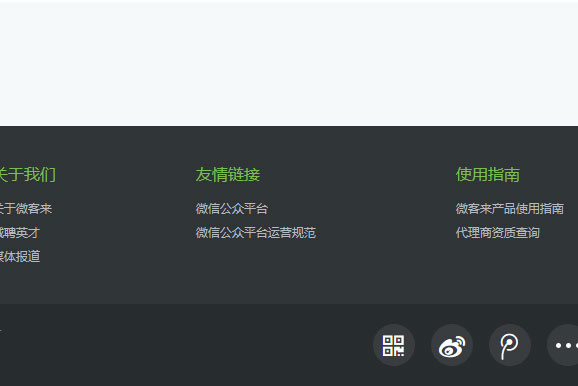 关于我们
关于微客来
诚聘英才
媒体报道
友情链接
微信公众平台
微信公众平台运营规范
使用指南
微客来产品使用指南
代理商资质查询